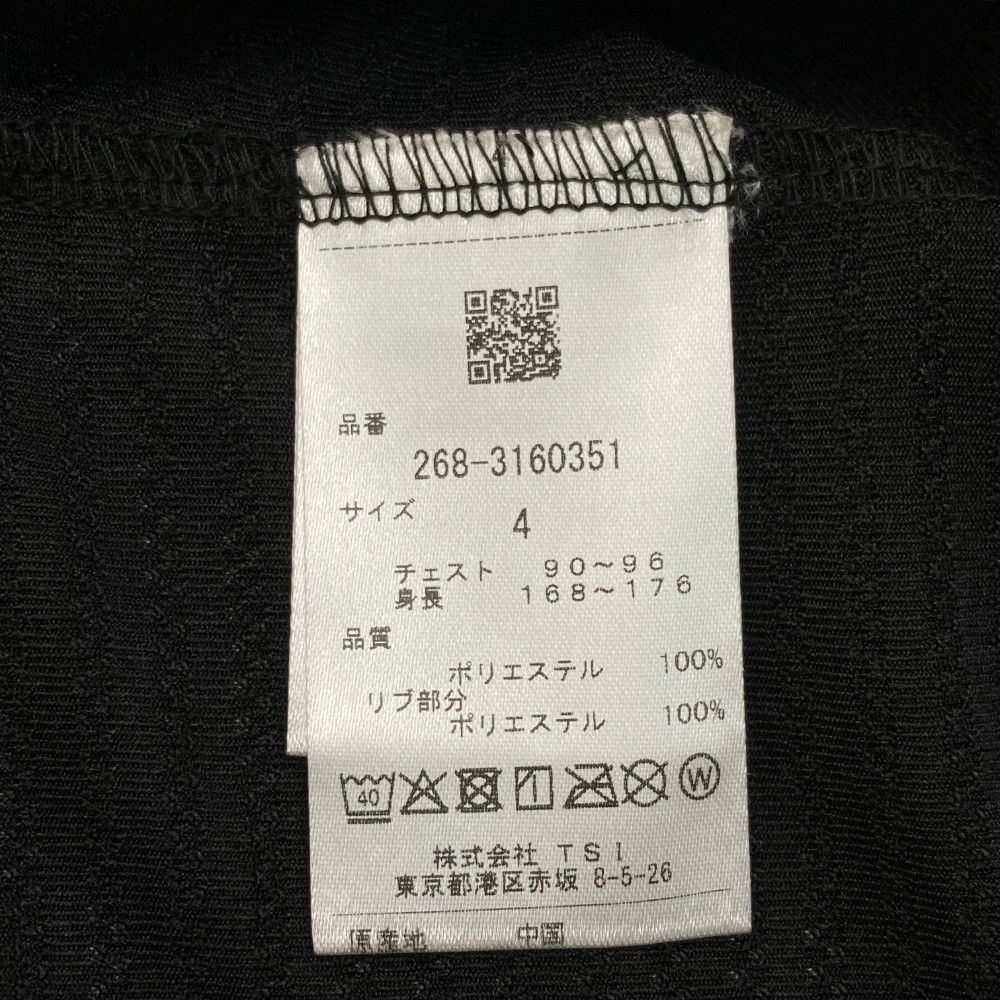 品番
268-3160351
サイズ 4
チェスト 90～96
身長 168～176
品質
ポリエステル 100%
リブ部分
ポリエステル 100%
40 W
株式会社 TSI
東京都港区赤坂 8-5-26
原産地 中国